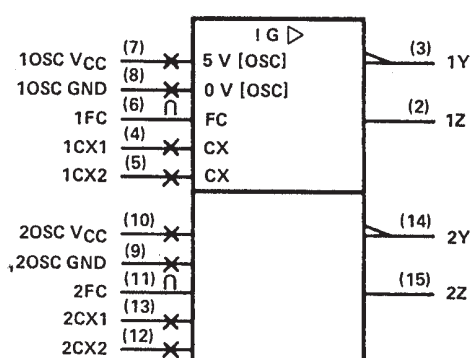 I G ▷
1OSC VCC (7) 5 V [OSC] (3) 1Y
1OSC GND (8) 0 V [OSC]
1FC (6) ∩ FC (2) 1Z
1CX1 (4) CX
1CX2 (5) CX
2OSC VCC (10) (14) 2Y
2OSC GND (9)
2FC (11) ∩ (15) 2Z
2CX1 (13)
2CX2 (12)